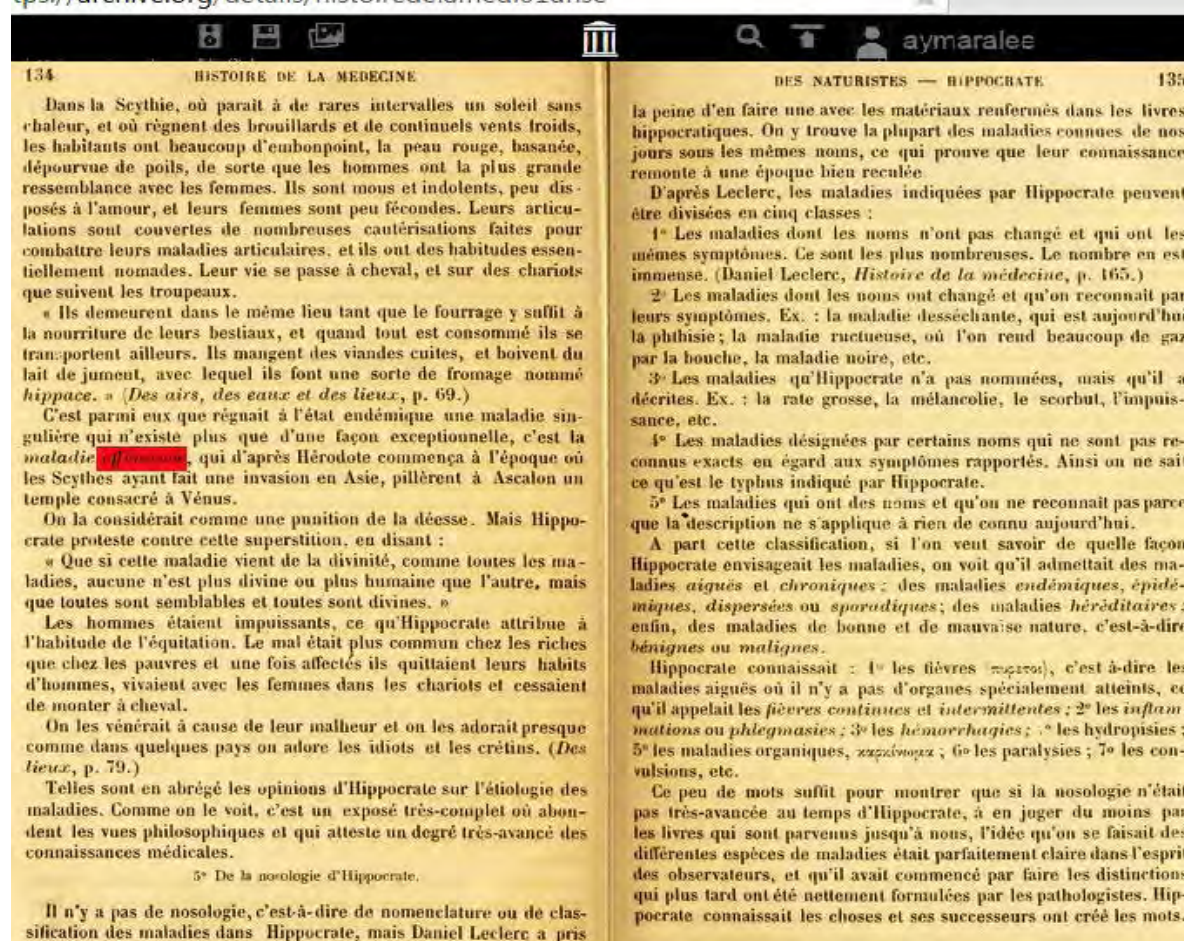 aymaralee
134 HISTOIRE DE LA MEDECINE
Dans la Scythie, où parait à de rares intervalles un soleil sans
chaleur, et où règnent des brouillards et de continuels vents froids,
les habitants ont beaucoup d'embonpoint, la peau rouge, basanée,
dépourvue de poils, de sorte que les hommes ont la plus grande
ressemblance avec les femmes. Ils sont mous et indolents, peu dis-
posés à l'amour, et leurs femmes sont peu fécondes. Leurs articu-
lations sont couvertes de nombreuses cautérisations faites pour
combattre leurs maladies articulaires, et ils ont des habitudes essen-
tiellement nomades. Leur vie se passe à cheval, et sur des chariots
que suivent les troupeaux.
« Ils demeurent dans le même lieu tant que le fourrage y suffit à
la nourriture de leurs bestiaux, et quand tout est consommé ils se
transportent ailleurs. Ils mangent des viandes cuites, et boivent du
lait de jument, avec lequel ils font une sorte de fromage nommé
hippace. » (Des airs, des eaux et des lieux, p. 69.)
C'est parmi eux que régnait à l'état endémique une maladie sin-
gulière qui n'existe plus que d'une façon exceptionnelle, c'est la
maladie , qui d'après Hérodote commença à l'époque où
les Scythes ayant fait une invasion en Asie, pillèrent à Ascalon un
temple consacré à Vénus.
On la considérait comme une punition de la déesse. Mais Hippo-
crate proteste contre cette superstition, en disant :
« Que si cette maladie vient de la divinité, comme toutes les ma-
ladies, aucune n'est plus divine ou plus humaine que l'autre, mais
que toutes sont semblables et toutes sont divines. »
Les hommes étaient impuissants, ce qu'Hippocrate attribue à
l'habitude de l'équitation. Le mal était plus commun chez les riches
que chez les pauvres et une fois affectés ils quittaient leurs habits
d'hommes, vivaient avec les femmes dans les chariots et cessaient
de monter à cheval.
On les vénérait à cause de leur malheur et on les adorait presque
comme dans quelques pays on adore les idiots et les crétins. (Des
lieux, p. 79.)
Telles sont en abrégé les opinions d'Hippocrate sur l'étiologie des
maladies. Comme on le voit, c'est un exposé très-complet où abon-
dent les vues philosophiques et qui atteste un degré très-avancé des
connaissances médicales.
5° De la nosologie d'Hippocrate.
Il n'y a pas de nosologie, c'est-à-dire de nomenclature ou de clas-
sification des maladies dans Hippocrate, mais Daniel Leclerc a pris
DES NATURISTES — HIPPOCRATE 135
la peine d'en faire une avec les matériaux renfermés dans les livres
hippocratiques. On y trouve la plupart des maladies connues de nos
jours sous les mêmes noms, ce qui prouve que leur connaissance
remonte à une époque bien reculée
D'après Leclerc, les maladies indiquées par Hippocrate peuvent
être divisées en cinq classes :
1° Les maladies dont les noms n'ont pas changé et qui ont les
mêmes symptômes. Ce sont les plus nombreuses. Le nombre en est
immense. (Daniel Leclerc, Histoire de la médecine, p. 165.)
2° Les maladies dont les noms ont changé et qu'on reconnait par
leurs symptômes. Ex. : la maladie desséchante, qui est aujourd'hui
la phthisie ; la maladie ructueuse, où l'on rend beaucoup de gaz
par la bouche, la maladie noire, etc.
3° Les maladies qu'Hippocrate n'a pas nommées, mais qu'il a
décrites. Ex. : la rate grosse, la mélancolie, le scorbut, l'impuis-
sance, etc.
4° Les maladies désignées par certains noms qui ne sont pas re-
connus exacts eu égard aux symptômes rapportés. Ainsi on ne sait
ce qu'est le typhus indiqué par Hippocrate.
5° Les maladies qui ont des noms et qu'on ne reconnait pas parce
que la description ne s'applique à rien de connu aujourd'hui.
A part cette classification, si l'on veut savoir de quelle façon
Hippocrate envisageait les maladies, on voit qu'il admettait des ma-
ladies aiguës et chroniques ; des maladies endémiques, épidé-
miques, dispersées ou sporadiques ; des maladies héréditaires ;
enfin, des maladies de bonne et de mauvaise nature, c'est-à-dire
bénignes ou malignes.
Hippocrate connaissait : 1° les fièvres πυρετοι), c'est à-dire les
maladies aiguës où il n'y a pas d'organes spécialement atteints, ce
qu'il appelait les fièvres continues et intermittentes ; 2° les inflam
mations ou phlegmasies ; 3° les hémorrhagies ; les hydropisies ;
5° les maladies organiques, καρκίνωμα ; 6° les paralysies ; 7° les con-
vulsions, etc.
Ce peu de mots suffit pour montrer que si la nosologie n'était
pas très-avancée au temps d'Hippocrate, à en juger du moins par
les livres qui sont parvenus jusqu'à nous, l'idée qu'on se faisait des
différentes espèces de maladies était parfaitement claire dans l'esprit
des observateurs, et qu'il avait commencé par faire les distinctions
qui plus tard ont été nettement formulées par les pathologistes. Hip-
pocrate connaissait les choses et ses successeurs ont créé les mots.